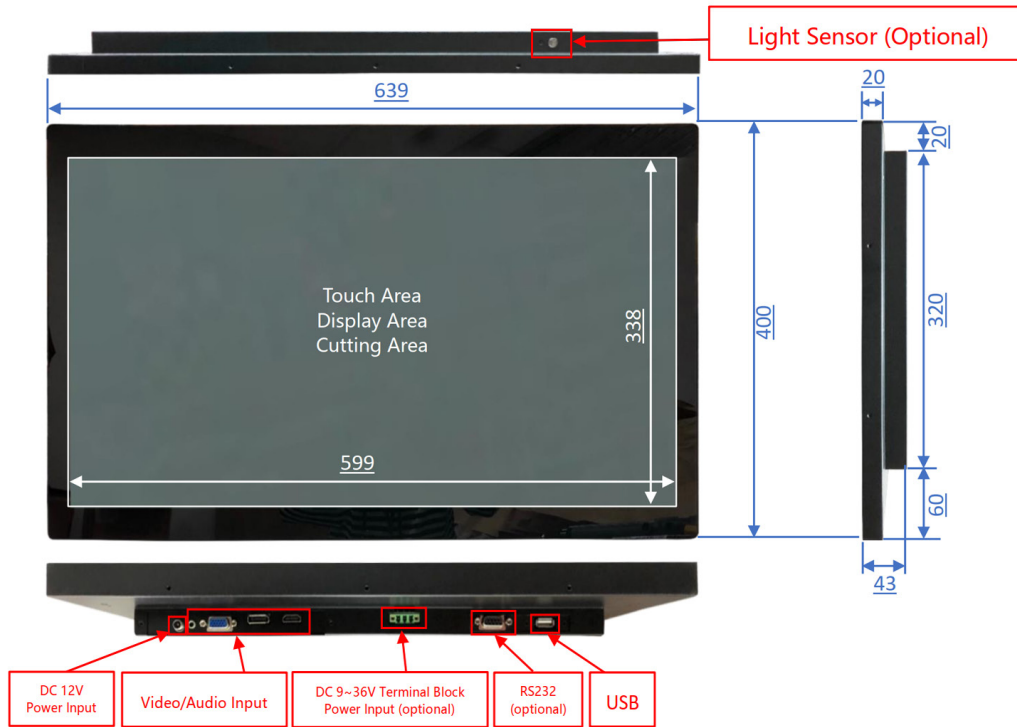 Light Sensor (Optional)
639
20
20
Touch Area
Display Area
Cutting Area
338
400
320
599
60
43
DC 12V
Power Input
Video/Audio Input
DC 9~36V Terminal Block
Power Input (optional)
RS232
(optional)
USB